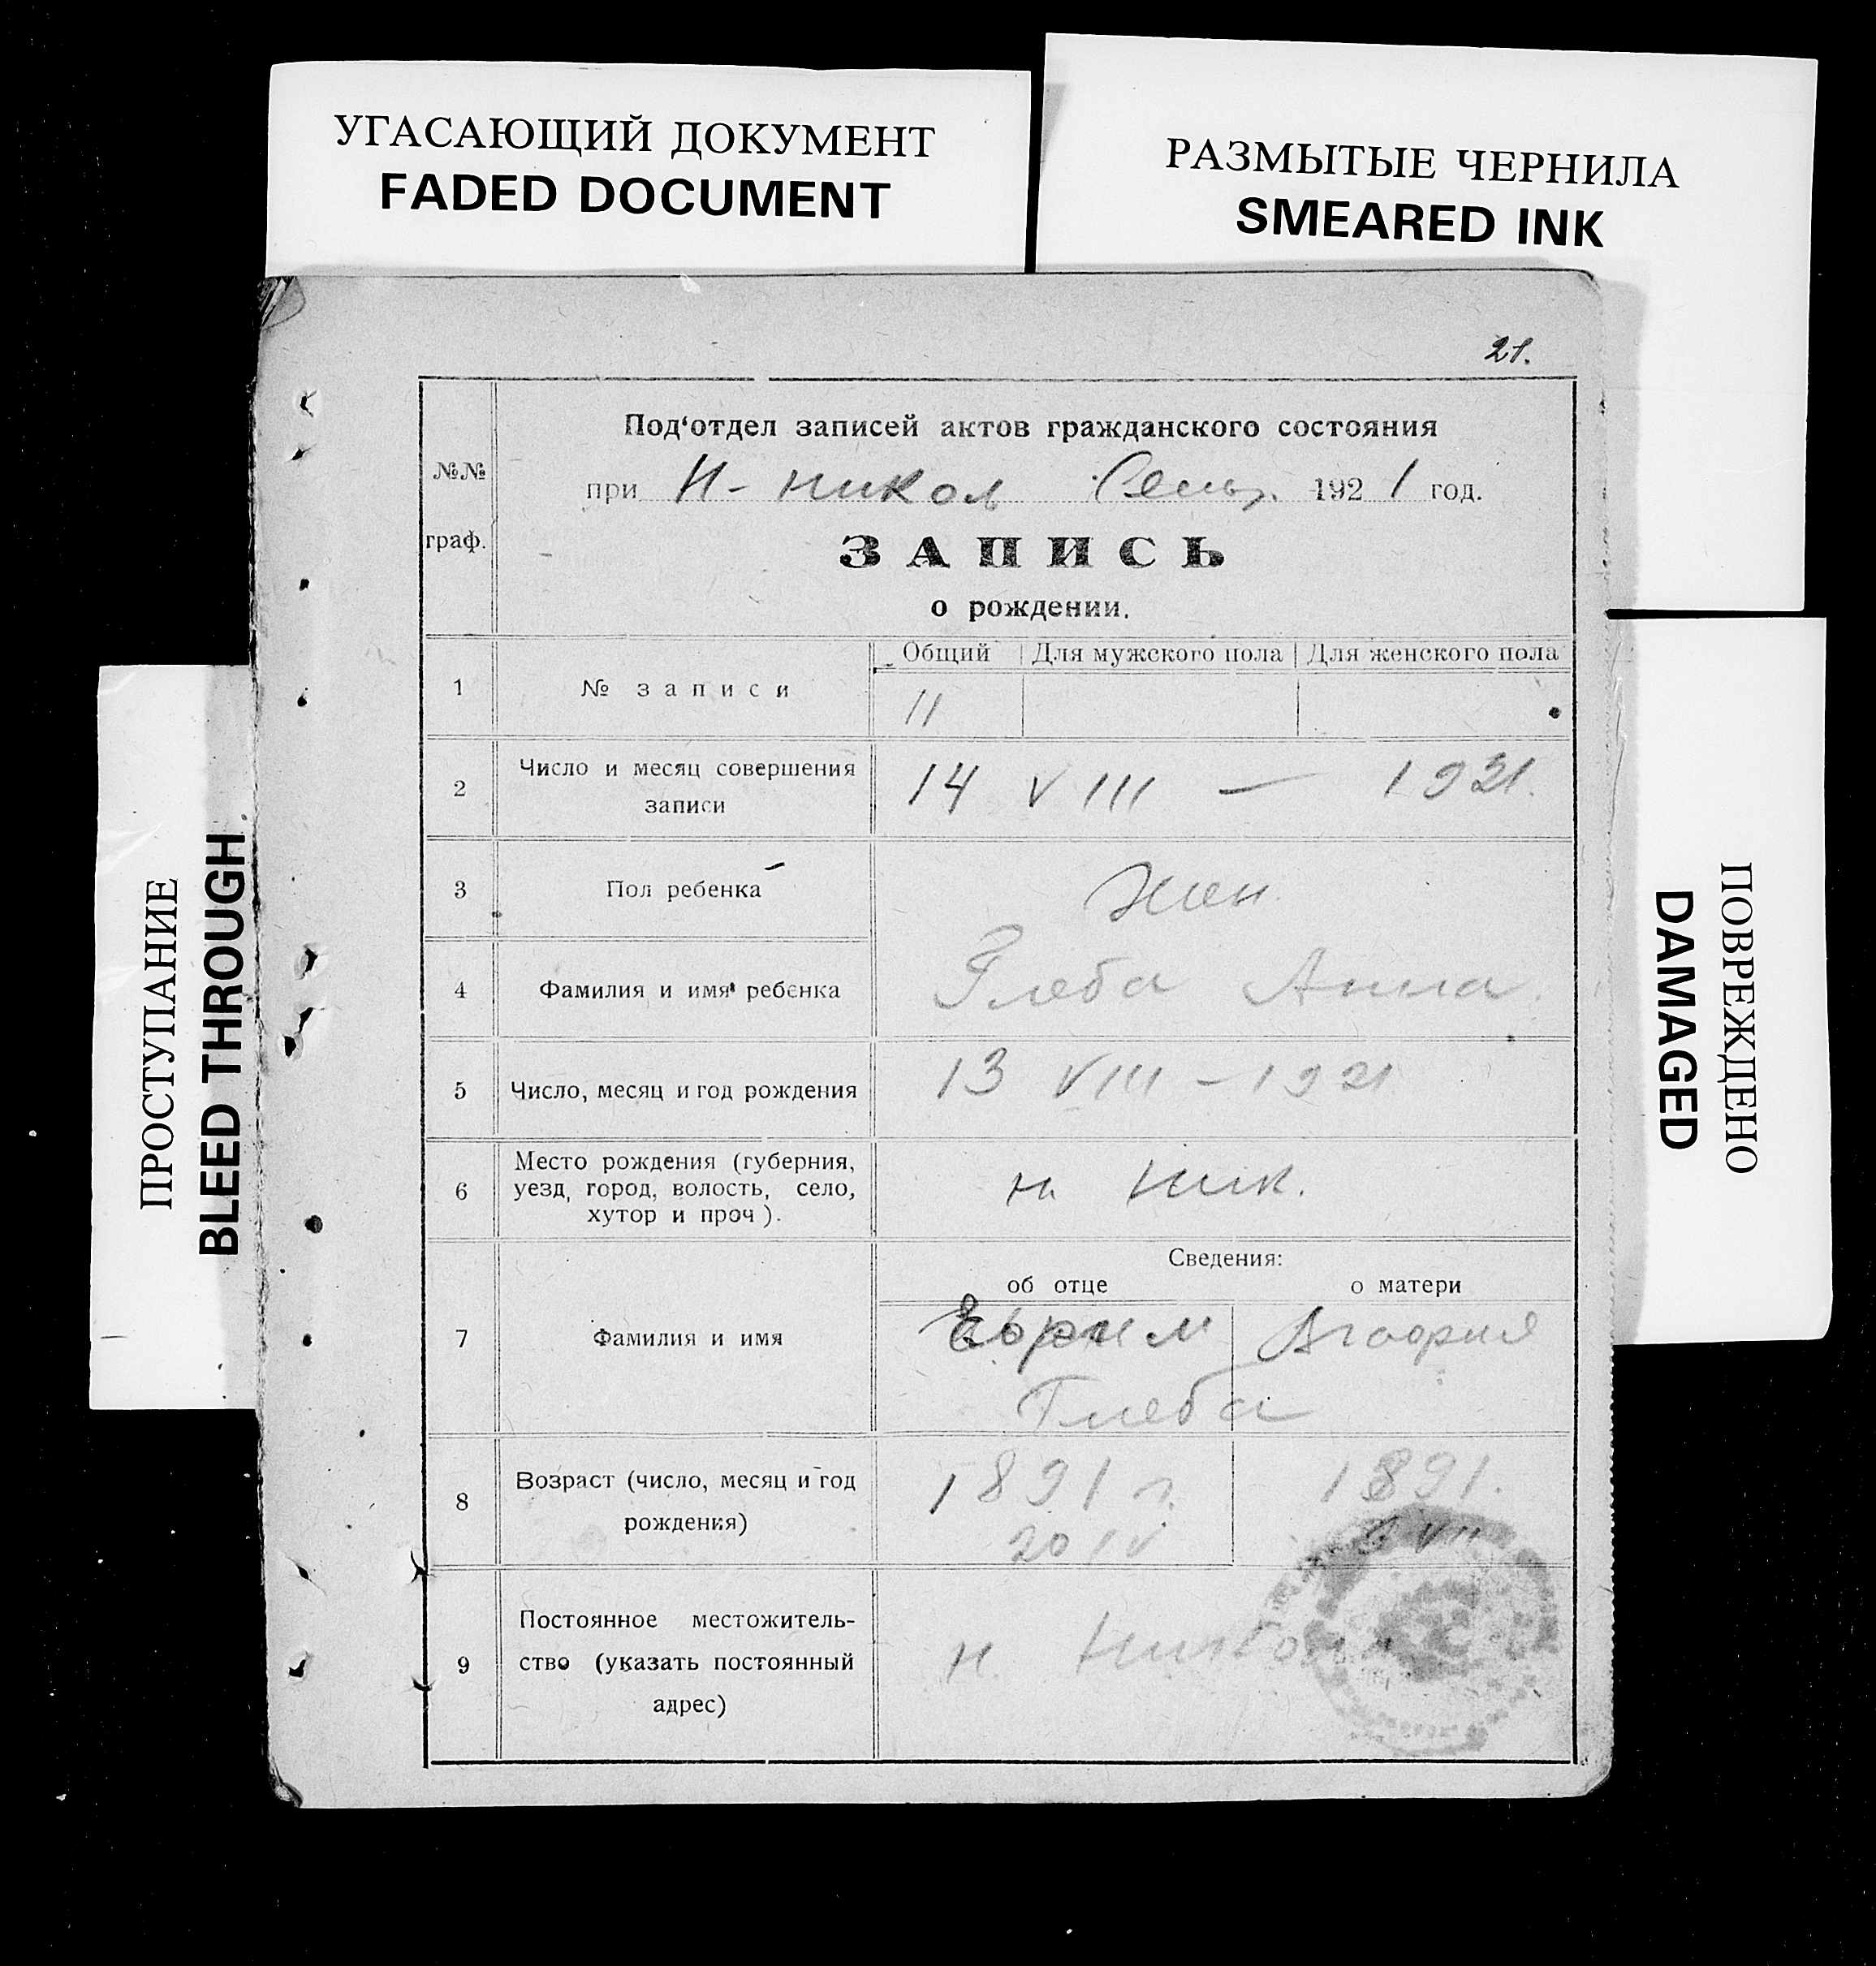 УГАСАЮЩИЙ ДОКУМЕНТ
FADED DOCUMENT
РАЗМЫТЫЕ ЧЕРНИЛА
SMEARED INK
ПРОСТУПАНИЕ
BLEED THROUGH
ПОВРЕЖДЕНО
DAMAGED
21.
№№
граф.
Под'отдел записей актов гражданского состояния
при Н- Никол 1921 год.
ЗАПИСЬ
о рождении.
Общий Для мужского пола Для женского пола
1 № записи 11
2 Число и месяц совершения
записи
14 VIII — 1921.
3 Пол ребенка Жен.
4 Фамилия и имя ребенка Глеба Анна
5 Число, месяц и год рождения 13 VIII – 1921
6 Место рождения (губерния,
уезд, город, волость, село,
хутор и проч).
н. Ник.
Сведения:
об отце о матери
7 Фамилия и имя
Глеба
8 Возраст (число, месяц и год
рождения)
1891 г. 1891.
20 IV 6 VII
9 Постоянное местожитель-
ство (указать постоянный
адрес)
н.